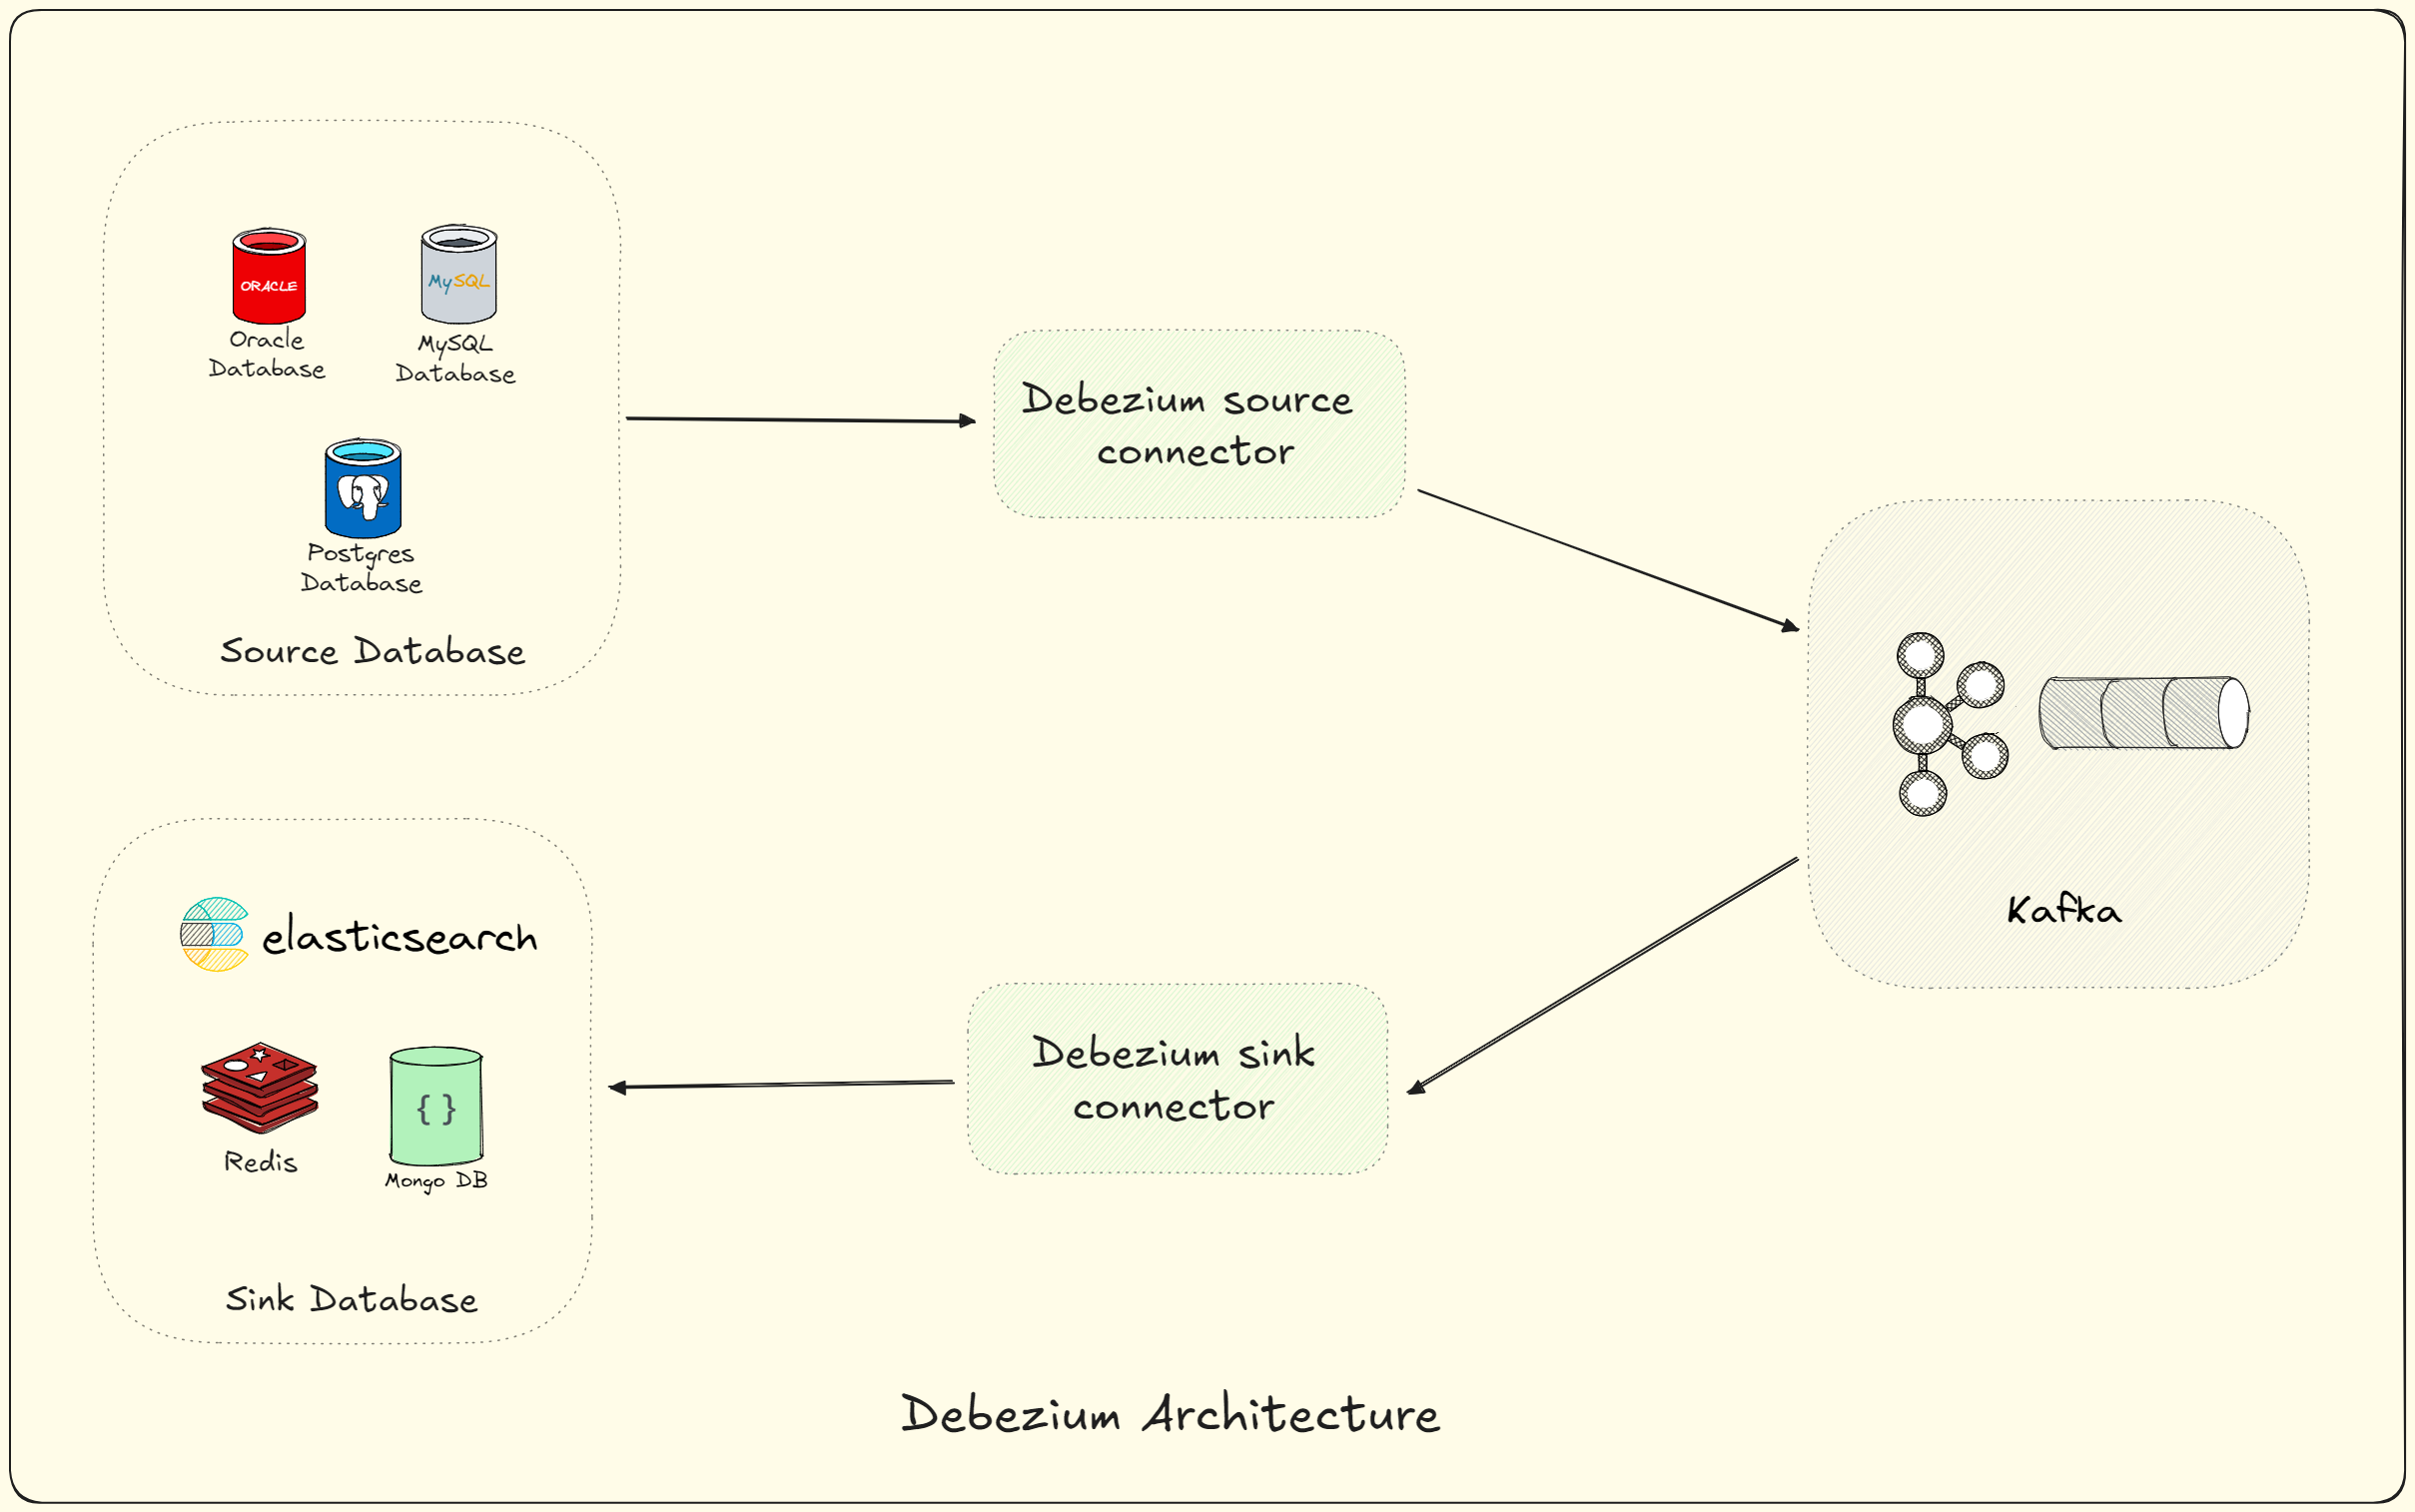 ORACLE
Oracle
Database
MySQL
MySQL
Database
Postgres
Database
Source Database
Debezium source
connector
Kafka
elasticsearch
Redis
{ }
Mongo DB
Sink Database
Debezium sink
connector
Debezium Architecture